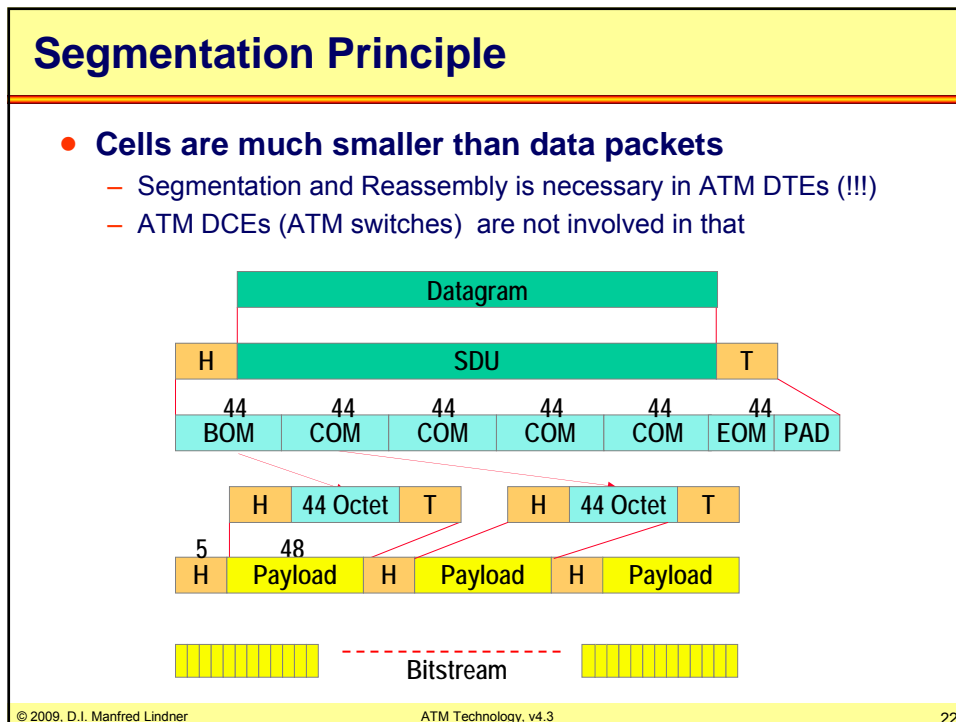 Segmentation Principle
• Cells are much smaller than data packets
– Segmentation and Reassembly is necessary in ATM DTEs (!!!)
– ATM DCEs (ATM switches) are not involved in that
Datagram
H SDU T
44 44 44 44 44 44
BOM COM COM COM COM EOM PAD
H 44 Octet T H 44 Octet T
5 48
H Payload H Payload H Payload
Bitstream
© 2009, D.I. Manfred Lindner ATM Technology, v4.3 22